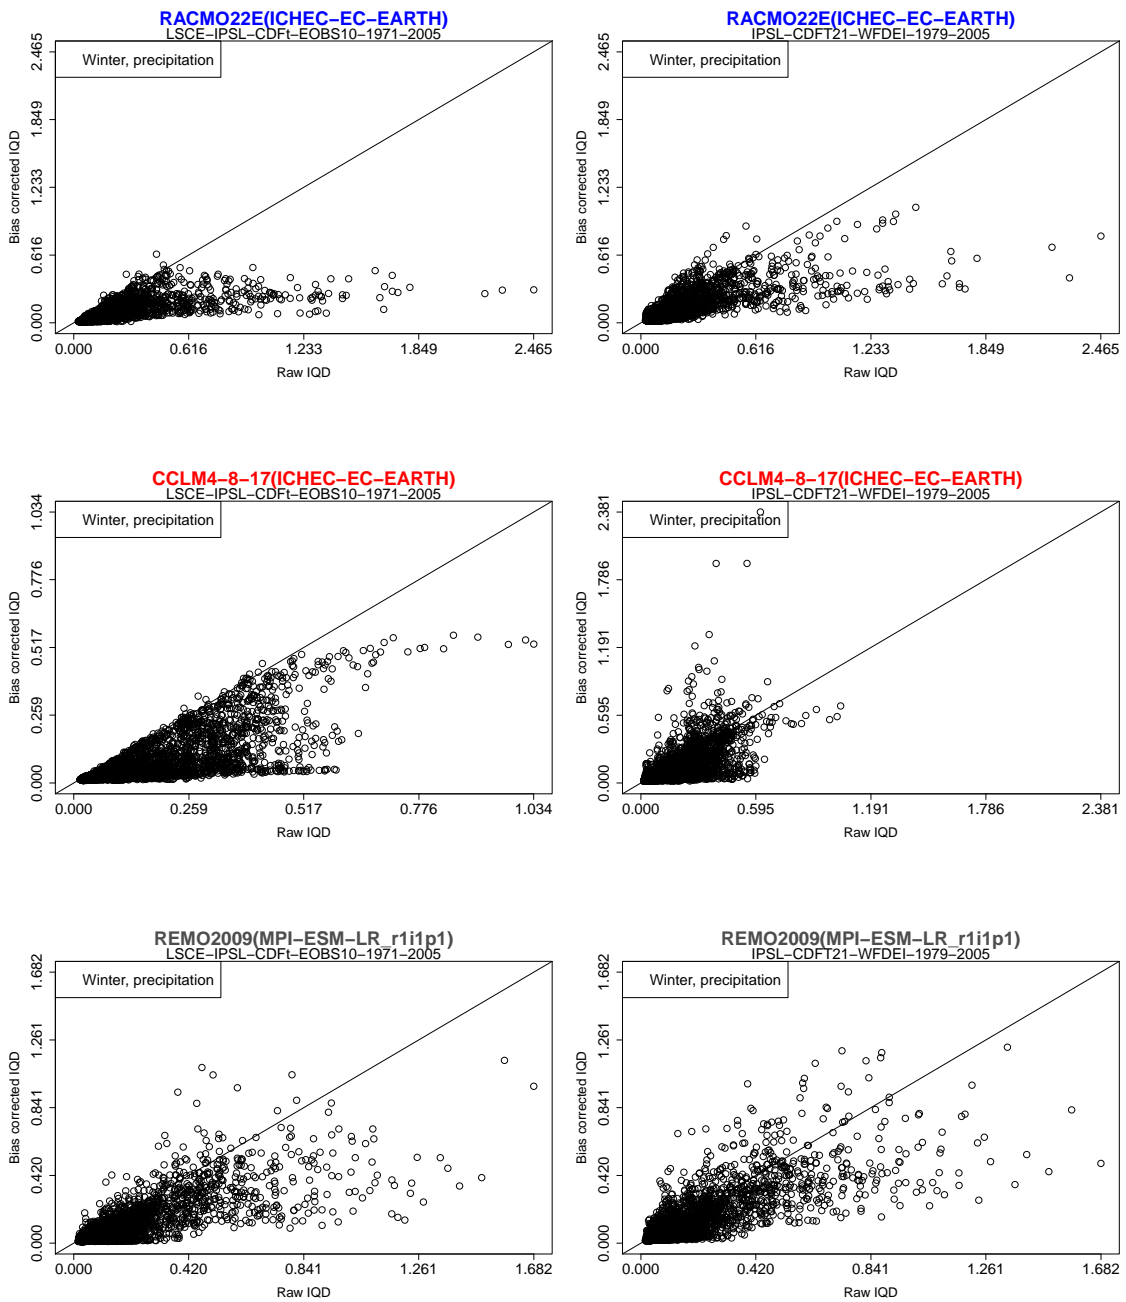 RACMO22E(ICHEC−EC−EARTH)
LSCE−IPSL−CDFt−EOBS10−1971−2005
Winter, precipitation
Bias corrected IQD
0.000 0.616 1.233 1.849 2.465
0.000 0.616 1.233 1.849 2.465
Raw IQD
RACMO22E(ICHEC−EC−EARTH)
IPSL−CDFT21−WFDEI−1979−2005
Winter, precipitation
Bias corrected IQD
0.000 0.616 1.233 1.849 2.465
0.000 0.616 1.233 1.849 2.465
Raw IQD
CCLM4−8−17(ICHEC−EC−EARTH)
LSCE−IPSL−CDFt−EOBS10−1971−2005
Winter, precipitation
Bias corrected IQD
0.000 0.259 0.517 0.776 1.034
0.000 0.259 0.517 0.776 1.034
Raw IQD
CCLM4−8−17(ICHEC−EC−EARTH)
IPSL−CDFT21−WFDEI−1979−2005
Winter, precipitation
Bias corrected IQD
0.000 0.595 1.191 1.786 2.381
0.000 0.595 1.191 1.786 2.381
Raw IQD
REMO2009(MPI−ESM−LR_r1i1p1)
LSCE−IPSL−CDFt−EOBS10−1971−2005
Winter, precipitation
Bias corrected IQD
0.000 0.420 0.841 1.261 1.682
0.000 0.420 0.841 1.261 1.682
Raw IQD
REMO2009(MPI−ESM−LR_r1i1p1)
IPSL−CDFT21−WFDEI−1979−2005
Winter, precipitation
Bias corrected IQD
0.000 0.420 0.841 1.261 1.682
0.000 0.420 0.841 1.261 1.682
Raw IQD